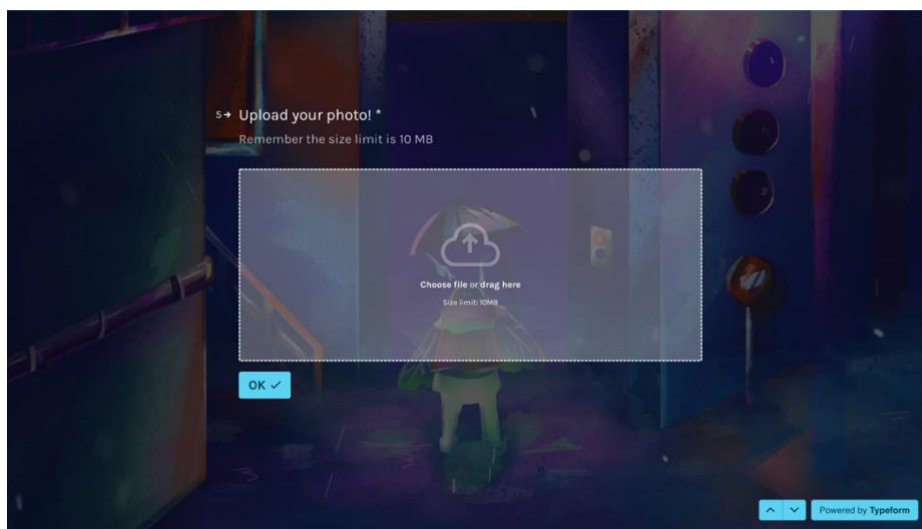 5→ Upload your photo! *
Remember the size limit is 10 MB
Choose file or drag here
Size limit: 10MB
OK ✓
Powered by Typeform